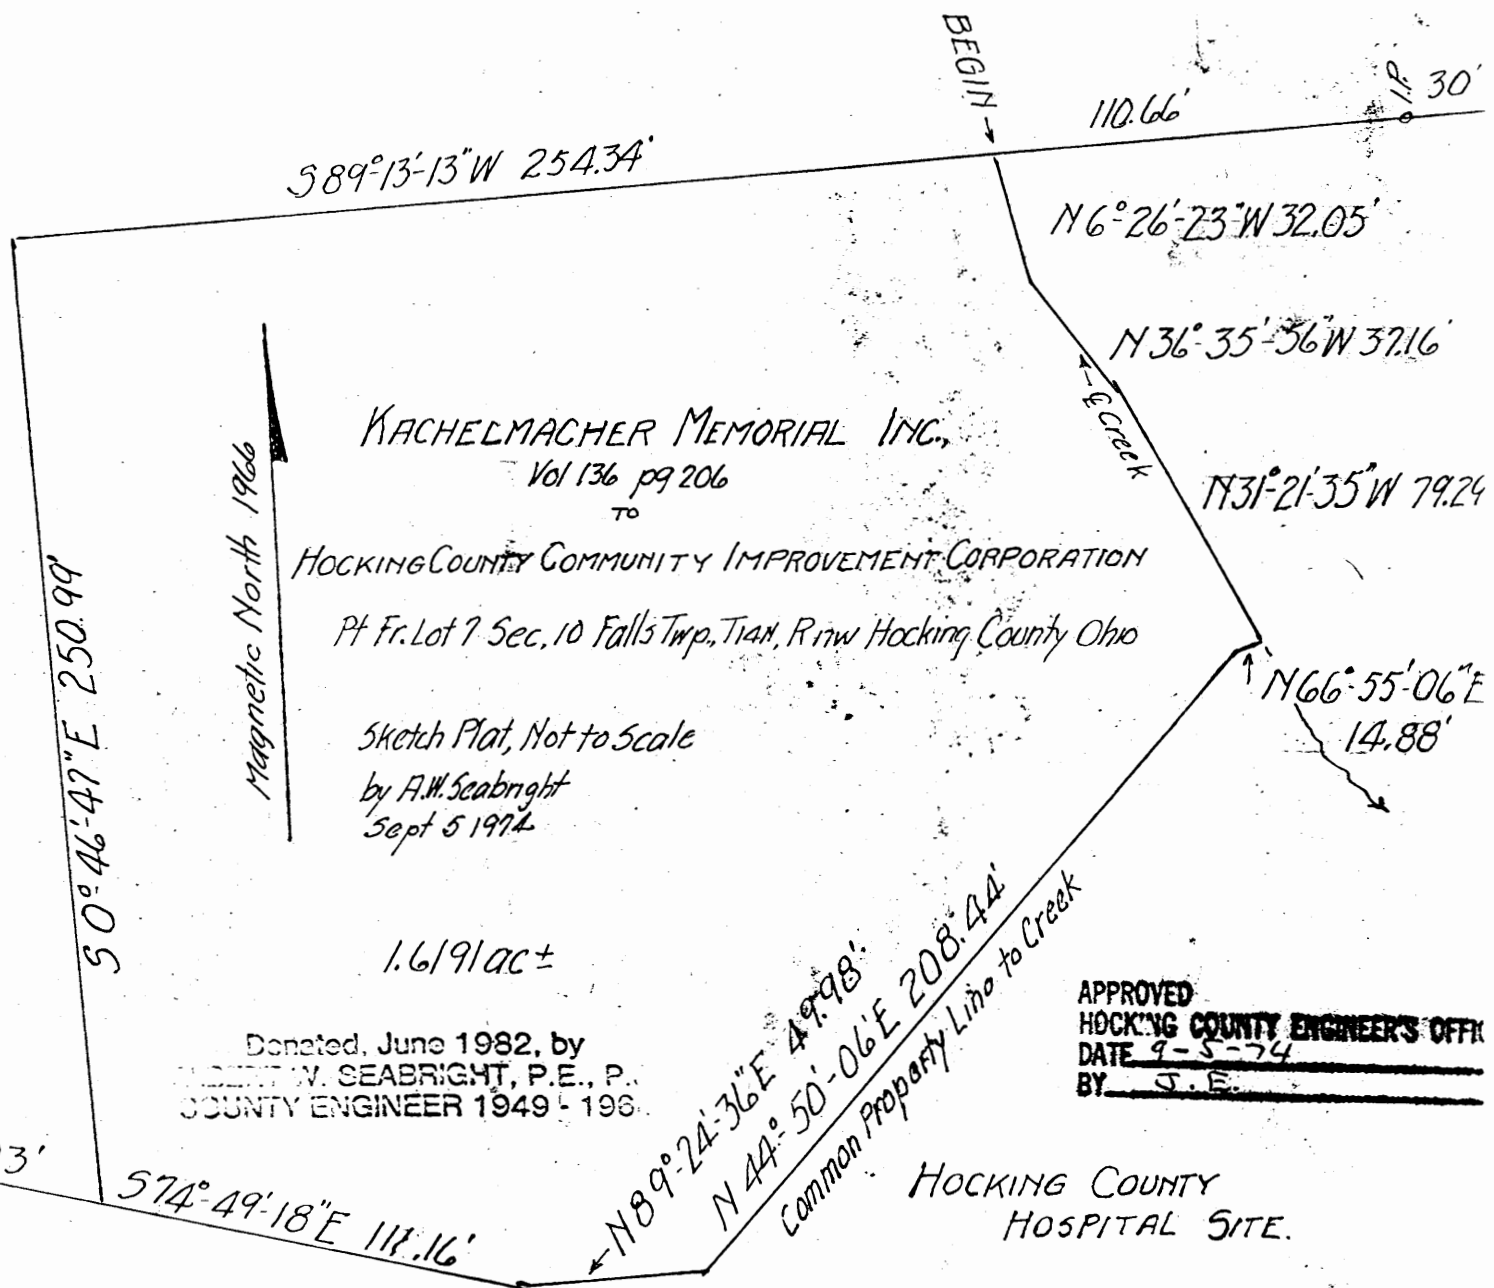 BEGIN
110.66'
I.P.
30'
S89°-13'-13"W 254.34'
N6°-26'-23"W 32.05'
N36°-35'-56"W 37.16'
℄ Creek
N31°-21'-35"W 79.24
N66°-55'-06"E
14.88'
Magnetic North 1966
KACHELMACHER MEMORIAL INC.,
Vol 136 pg 206
TO
HOCKING COUNTY COMMUNITY IMPROVEMENT CORPORATION
Pt Fr. Lot 7 Sec. 10 Falls Twp., T14N, R17W Hocking County Ohio
S0°-46'-47"E 250.99'
Sketch Plat, Not to Scale
by A.W. Seabright
Sept 5 1974
1.6191 ac ±
Donated, June 1982, by
W. SEABRIGHT, P.E., P.
COUNTY ENGINEER 1949 - 196
N89°-24'-36"E 49.98'
N44°-50'-06"E 208.44'
Common Property Line to Creek
APPROVED
HOCKING COUNTY ENGINEER'S OFFI
DATE 9-5-74
BY J.E.
3'
S74°-49'-18"E 111.16'
HOCKING COUNTY
HOSPITAL SITE.